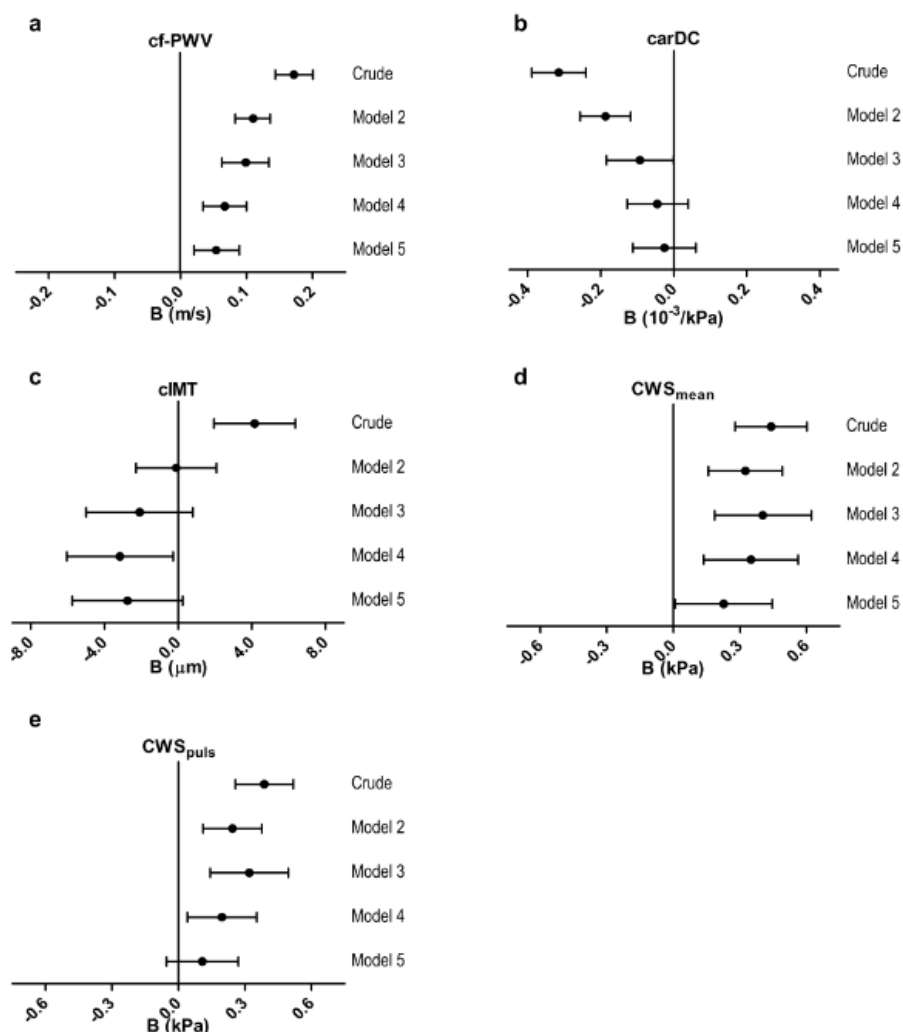 a
cf-PWV
Crude
Model 2
Model 3
Model 4
Model 5
-0.2 -0.1 0.0 0.1 0.2
B (m/s)
b
carDC
Crude
Model 2
Model 3
Model 4
Model 5
-0.4 -0.2 0.0 0.2 0.4
B (10⁻³/kPa)
c
cIMT
Crude
Model 2
Model 3
Model 4
Model 5
-8.0 -4.0 0.0 4.0 8.0
B (μm)
d
CWSmean
Crude
Model 2
Model 3
Model 4
Model 5
-0.6 -0.3 0.0 0.3 0.6
B (kPa)
e
CWSpuls
Crude
Model 2
Model 3
Model 4
Model 5
-0.6 -0.3 0.0 0.3 0.6
B (kPa)